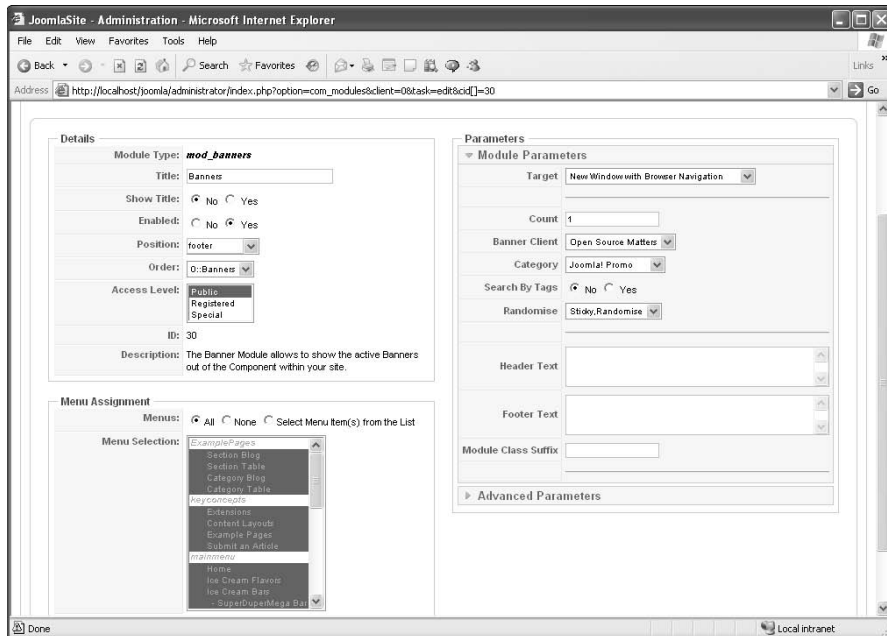 JoomlaSite - Administration - Microsoft Internet Explorer
File Edit View Favorites Tools Help
Back Search Favorites Links
Address http://localhost/joomla/administrator/index.php?option=com_modules&client=0&task=edit&cid[]=30 Go
Details
Module Type: mod_banners
Title: Banners
Show Title: No Yes
Enabled: No Yes
Position: footer
Order: 0::Banners
Access Level: Public
Registered
Special
ID: 30
Description: The Banner Module allows to show the active Banners
out of the Component within your site.
Menu Assignment
Menus: All None Select Menu Item(s) from the List
Menu Selection: ExamplePages
Section Blog
Section Table
Category Blog
Category Table
keyconcepts
Extensions
Content Layouts
Example Pages
Submit an Article
mainmenu
Home
Ice Cream Flavors
Ice Cream Bars
- SuperDuperMega Bar
Parameters
Module Parameters
Target New Window with Browser Navigation
Count 1
Banner Client Open Source Matters
Category Joomla! Promo
Search By Tags No Yes
Randomise Sticky,Randomise
Header Text
Footer Text
Module Class Suffix
Advanced Parameters
Done Local intranet